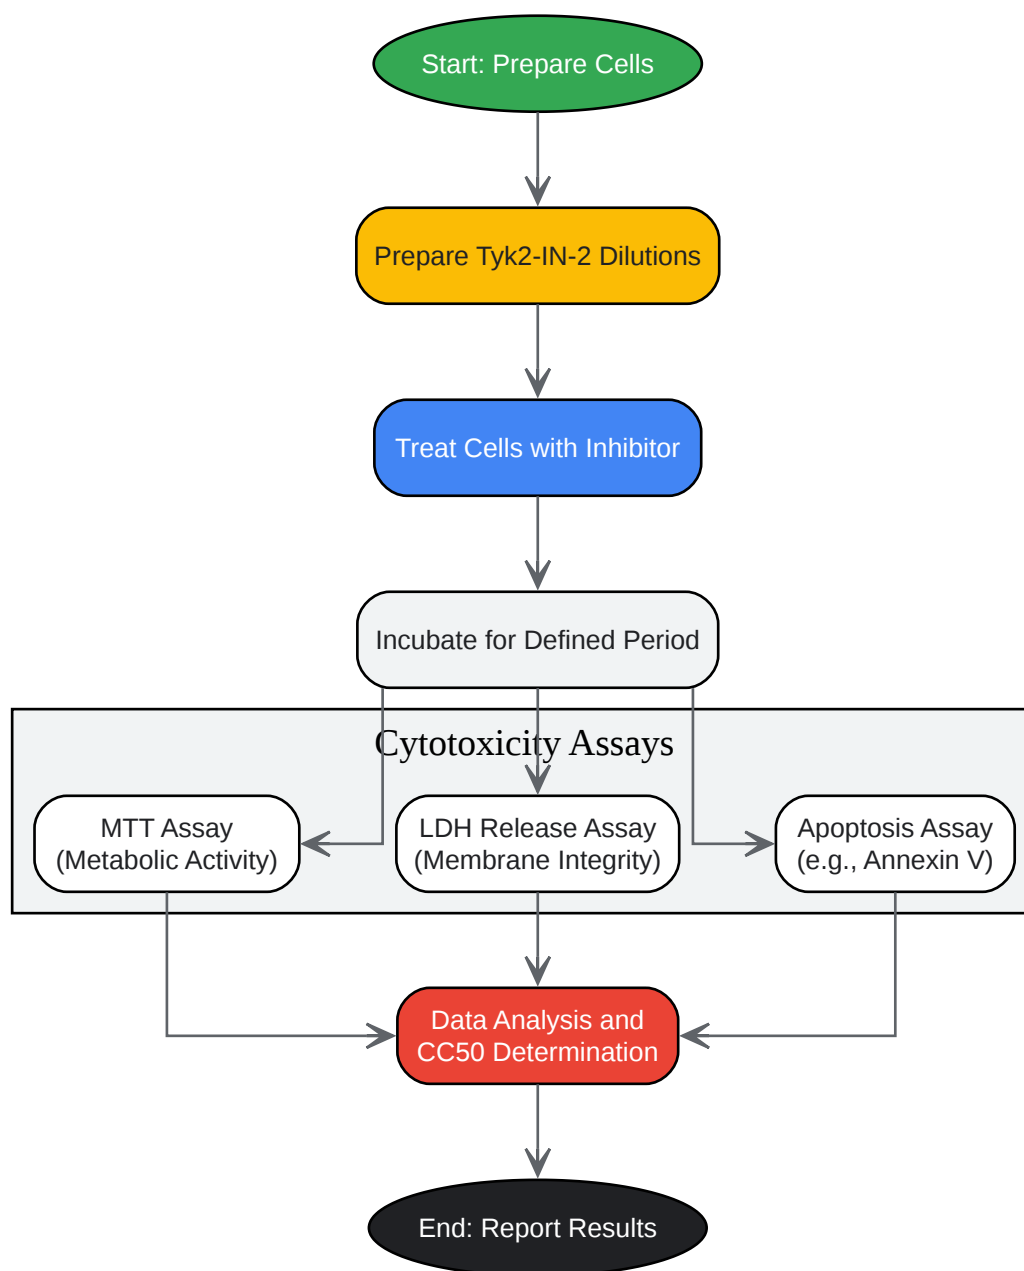 Start: Prepare Cells
Prepare Tyk2-IN-2 Dilutions
Treat Cells with Inhibitor
Incubate for Defined Period
Cytotoxicity Assays
MTT Assay
(Metabolic Activity)
LDH Release Assay
(Membrane Integrity)
Apoptosis Assay
(e.g., Annexin V)
Data Analysis and
CC50 Determination
End: Report Results